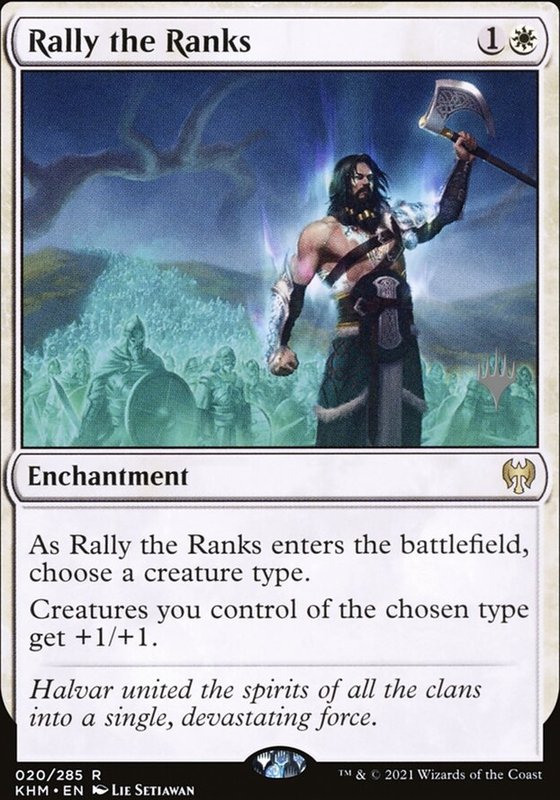 Rally the Ranks 1
Enchantment
As Rally the Ranks enters the battlefield,
choose a creature type.
Creatures you control of the chosen type
get +1/+1.
Halvar united the spirits of all the clans
into a single, devastating force.
020/285 R
KHM • EN Lie Setiawan
™ & © 2021 Wizards of the Coast